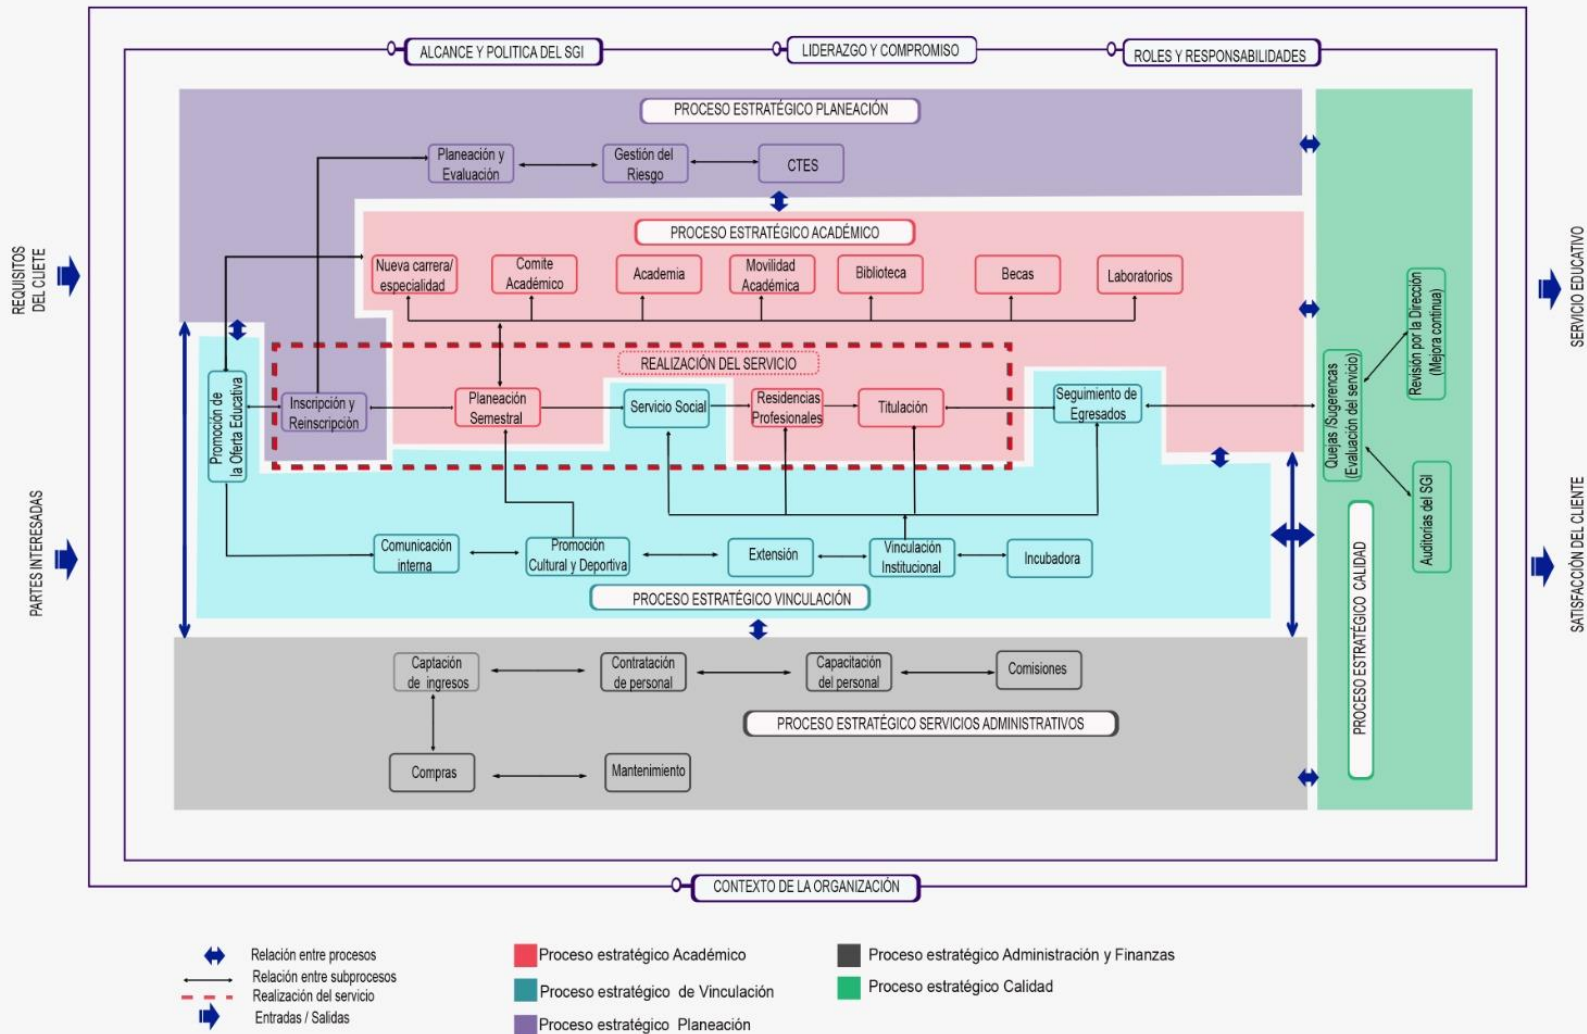 ALCANCE Y POLITICA DEL SGI
LIDERAZGO Y COMPROMISO
ROLES Y RESPONSABILIDADES
PROCESO ESTRATÉGICO PLANEACIÓN
Planeación y
Evaluación
Gestión del
Riesgo
CTES
REQUISITOS
DEL CLIETE
PARTES INTERESADAS
PROCESO ESTRATÉGICO ACADÉMICO
Nueva carrera/
especialidad
Comite
Académico
Academia
Movilidad
Académica
Biblioteca
Becas
Laboratorios
REALIZACIÓN DEL SERVICIO
Promoción de
la Oferta Educativa
Inscripción y
Reinscripción
Planeación
Semestral
Servicio Social
Residencias
Profesionales
Titulación
Seguimiento de
Egresados
Comunicación
interna
Promoción
Cultural y Deportiva
Extensión
Vinculación
Institucional
Incubadora
PROCESO ESTRATÉGICO VINCULACIÓN
Captación
de ingresos
Contratación
de personal
Capacitación
del personal
Comisiones
PROCESO ESTRATÉGICO SERVICIOS ADMINISTRATIVOS
Compras
Mantenimiento
Quejas /Sugerencas
(Evaluación del servicio)
Revisión por la Dirección
(Mejora continua)
Auditorias del SGI
PROCESO ESTRATÉGICO CALIDAD
SERVICIO EDUCATIVO
SATISFACCIÓN DEL CLIENTE
CONTEXTO DE LA ORGANIZACIÓN
Relación entre procesos
Relación entre subprocesos
Realización del servicio
Entradas / Salidas
Proceso estratégico Académico
Proceso estratégico de Vinculación
Proceso estratégico Planeación
Proceso estratégico Administración y Finanzas
Proceso estratégico Calidad